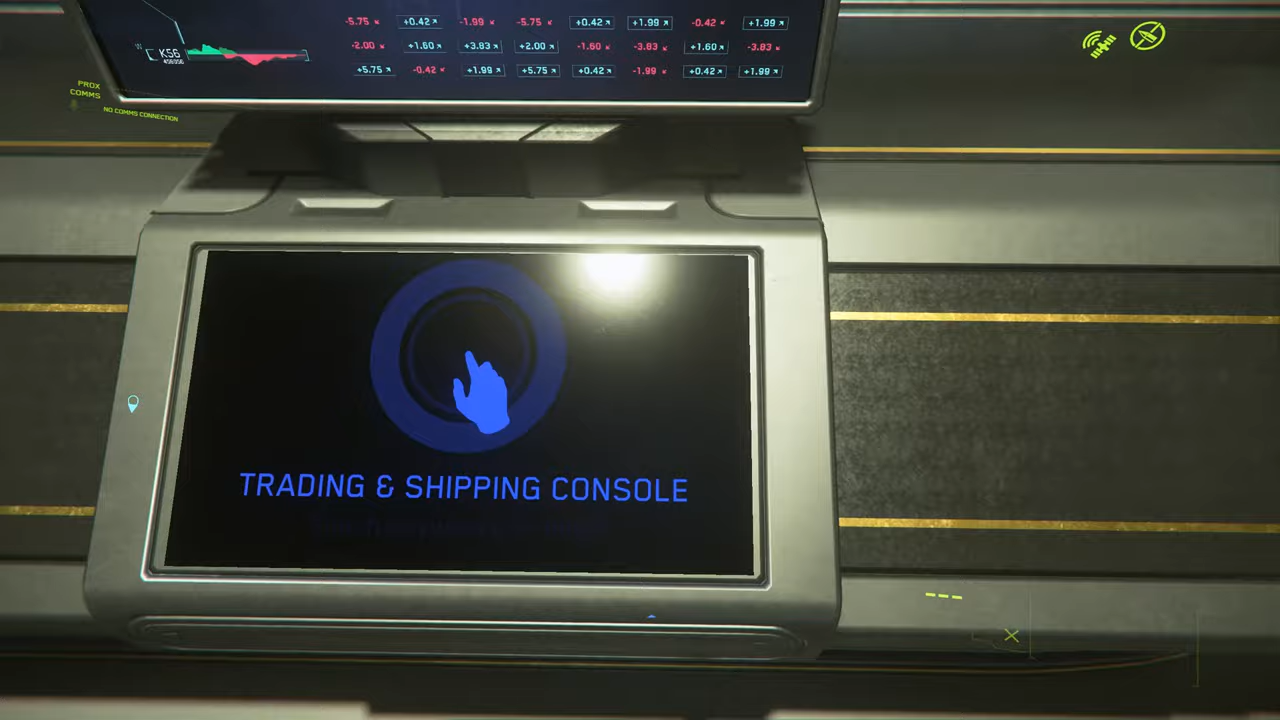 -5.75 +0.42 -1.99 -5.75 +0.42 +1.99 -0.42 +1.99
K56
-2.00 +1.60 +3.83 +2.00 -1.60 -3.83 +1.60 -3.83
+5.75 -0.42 +1.99 +5.75 +0.42 -1.99 +0.42 +1.99
PROX
COMMS
NO COMMS CONNECTION
TRADING & SHIPPING CONSOLE